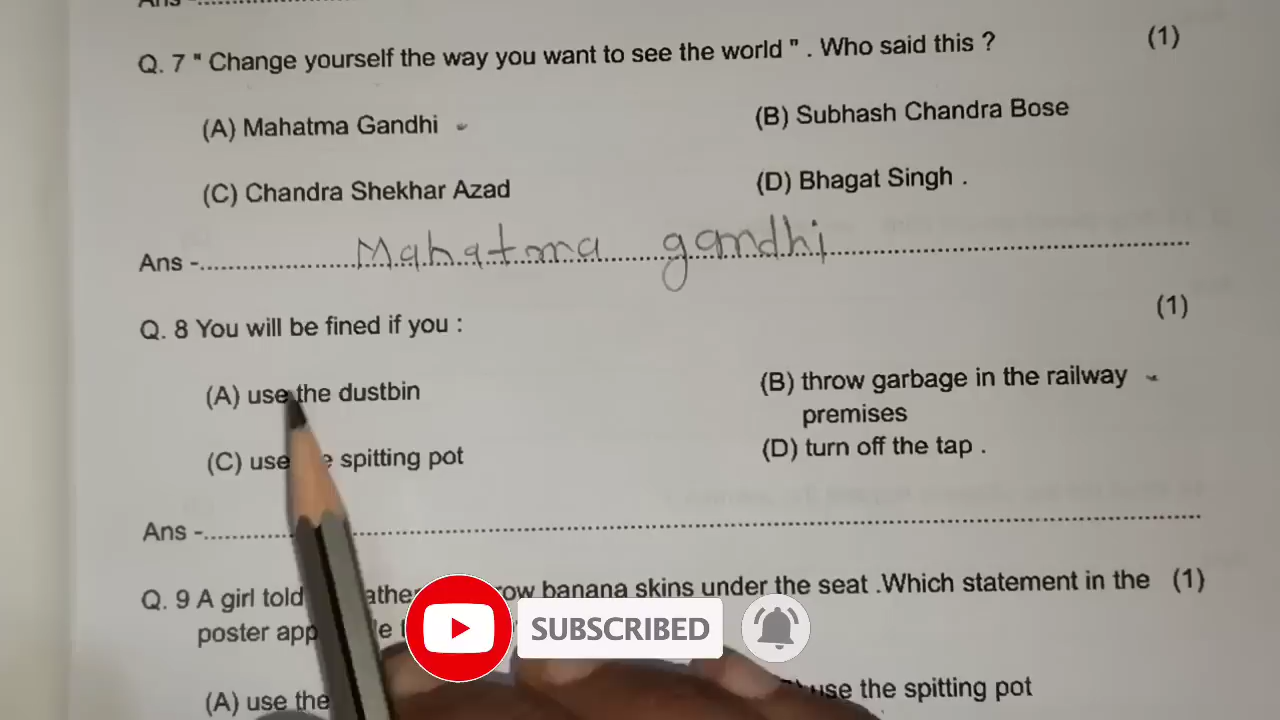 Ans -
Q. 7 " Change yourself the way you want to see the world " . Who said this ? (1)
(A) Mahatma Gandhi (B) Subhash Chandra Bose
(C) Chandra Shekhar Azad (D) Bhagat Singh .
Ans - Mahatma gandhi
Q. 8 You will be fined if you : (1)
(A) use the dustbin (B) throw garbage in the railway
premises
(C) use spitting pot (D) turn off the tap .
Ans -
Q. 9 A girl told banana skins under the seat .Which statement in the (1)
poster
SUBSCRIBED
(A) use the use the spitting pot